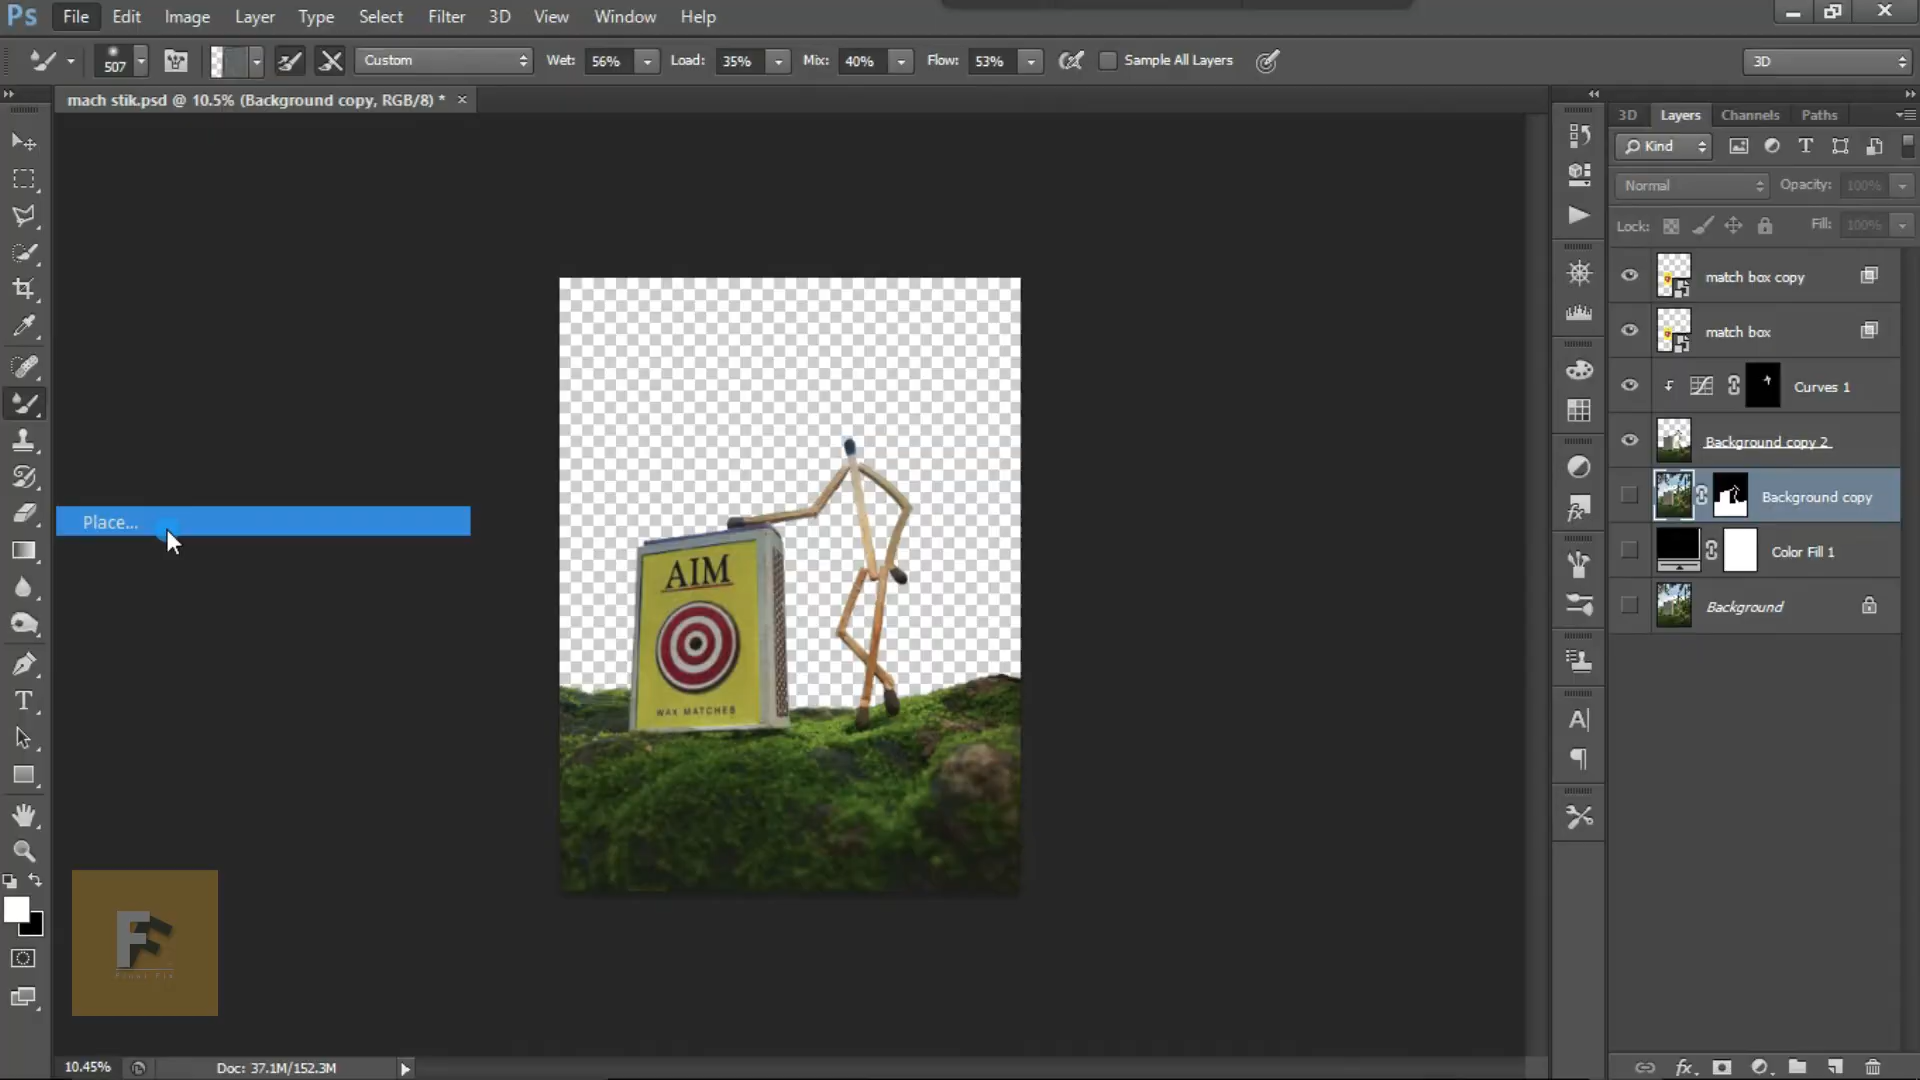 Ps File Edit Image Layer Type Select Filter 3D View Window Help
507 Custom Wet: 56% Load: 35% Mix: 40% Flow: 53% Sample All Layers 3D
mach stik.psd @ 10.5% (Background copy, RGB/8) * ×
3D Layers Channels Paths
Kind
Normal Opacity: 100%
Lock: Fill: 100%
match box copy
match box
Curves 1
Background copy 2
Background copy
Color Fill 1
Background
Place...
AIM
WAX MATCHES
10.45% Doc: 37.1M/152.3M